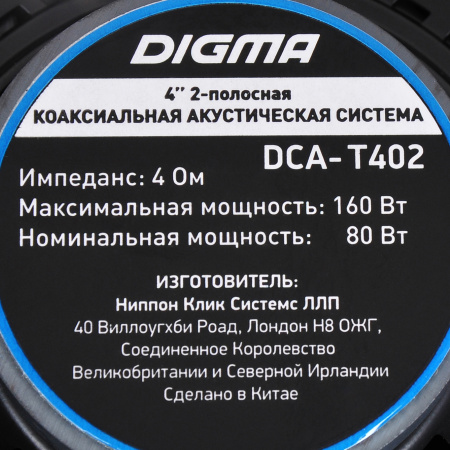 DIGMA
4’’ 2-полосная
КОАКСИАЛЬНАЯ АКУСТИЧЕСКАЯ СИСТЕМА
DCA- T402
Импеданс: 4 Ом
Максимальная мощность: 160 Вт
Номинальная мощность: 80 Вт
ИЗГОТОВИТЕЛЬ:
Ниппон Клик Системс ЛЛП
40 Виллоугхби Роад, Лондон Н8 ОЖГ,
Соединенное Королевство
Великобритании и Северной Ирландии
Сделано в Китае